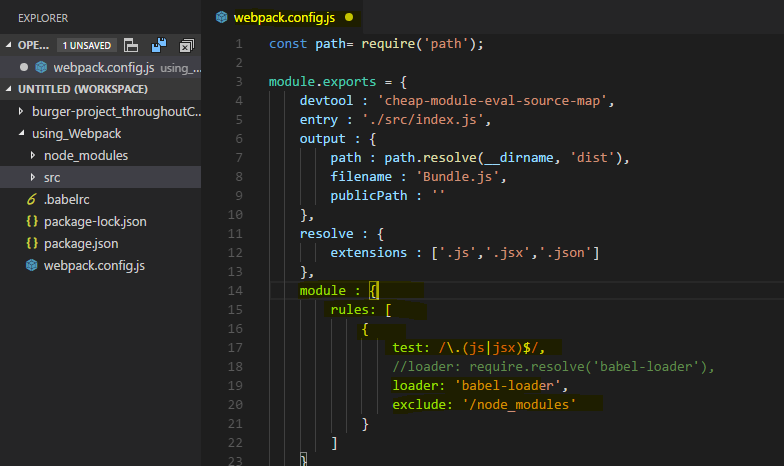 EXPLORER
OPE... 1 UNSAVED
webpack.config.js using_...
UNTITLED (WORKSPACE)
burger-project_throughoutC...
using_Webpack
node_modules
src
.babelrc
package-lock.json
package.json
webpack.config.js
webpack.config.js
1 const path= require('path');
2
3 module.exports = {
4 devtool : 'cheap-module-eval-source-map',
5 entry : './src/index.js',
6 output : {
7 path : path.resolve(__dirname, 'dist'),
8 filename : 'Bundle.js',
9 publicPath : ''
10 },
11 resolve : {
12 extensions : ['.js','.jsx','.json']
13 },
14 module : {
15 rules: [
16 {
17 test: /\.(js|jsx)$/,
18 //loader: require.resolve('babel-loader'),
19 loader: 'babel-loader',
20 exclude: '/node_modules'
21 }
22 ]
23 }